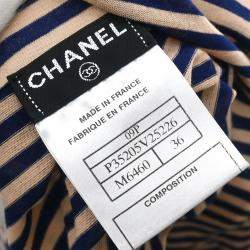 CHANEL
MADE IN FRANCE
FABRIQUE EN FRANCE
09P
P35205V25226
M6460
36
COMPOSITION